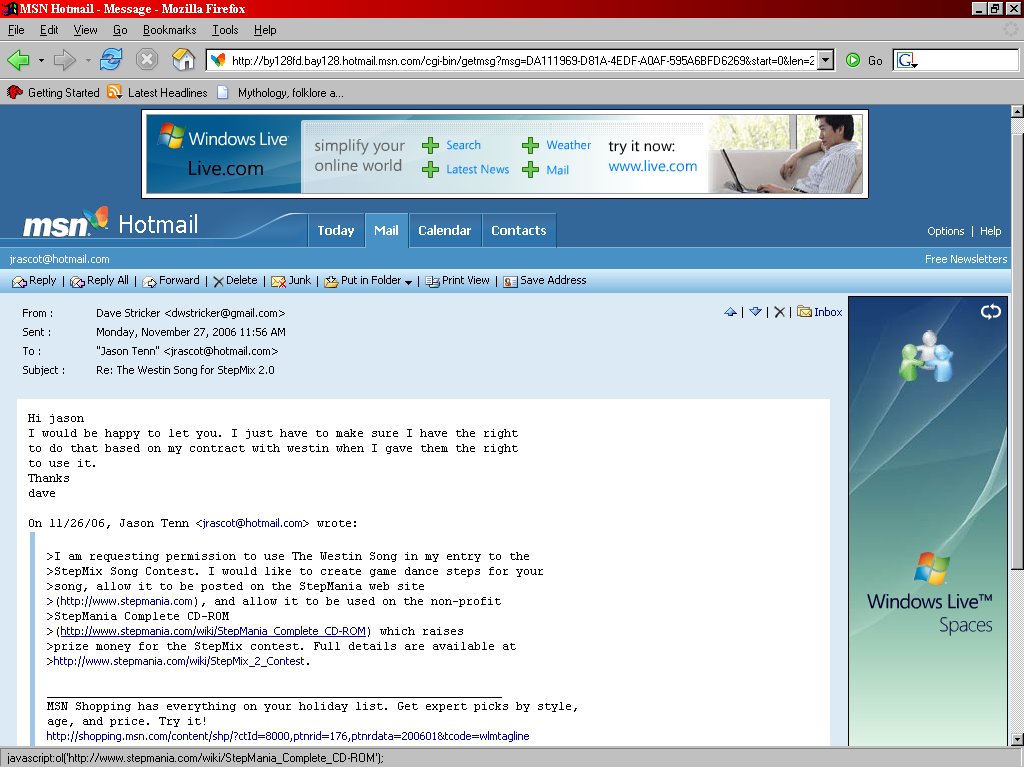 MSN Hotmail - Message - Mozilla Firefox
File Edit View Go Bookmarks Tools Help
http://by128fd.bay128.hotmail.msn.com/cgi-bin/getmsg?msg=DA111969-D81A-4EDF-A0AF-595A6BFD6269&start=0&len=2 Go G
Getting Started Latest Headlines Mythology, folklore a...
Windows Live
Live.com
simplify your
online world
Search Weather
Latest News Mail
try it now:
www.live.com
msn Hotmail Today Mail Calendar Contacts Options | Help
jrascot@hotmail.com Free Newsletters
Reply | Reply All | Forward | Delete | Junk | Put in Folder | Print View | Save Address
From : Dave Stricker <dwstricker@gmail.com> | | | Inbox
Sent : Monday, November 27, 2006 11:56 AM
To : "Jason Tenn" <jrascot@hotmail.com>
Subject : Re: The Westin Song for StepMix 2.0
Hi jason
I would be happy to let you. I just have to make sure I have the right
to do that based on my contract with westin when I gave them the right
to use it.
Thanks
dave
On 11/26/06, Jason Tenn <jrascot@hotmail.com> wrote:
>I am requesting permission to use The Westin Song in my entry to the
>StepMix Song Contest. I would like to create game dance steps for your
>song, allow it to be posted on the StepMania web site
>(http://www.stepmania.com), and allow it to be used on the non-profit
>StepMania Complete CD-ROM
>(http://www.stepmania.com/wiki/StepMania_Complete_CD-ROM) which raises
>prize money for the StepMix contest. Full details are available at
>http://www.stepmania.com/wiki/StepMix_2_Contest.
MSN Shopping has everything on your holiday list. Get expert picks by style,
age, and price. Try it!
http://shopping.msn.com/content/shp/?ctId=8000,ptnrid=176,ptnrdata=200601&tcode=wlmtagline
Windows Live™
Spaces
javascript:ol('http://www.stepmania.com/wiki/StepMania_Complete_CD-ROM');